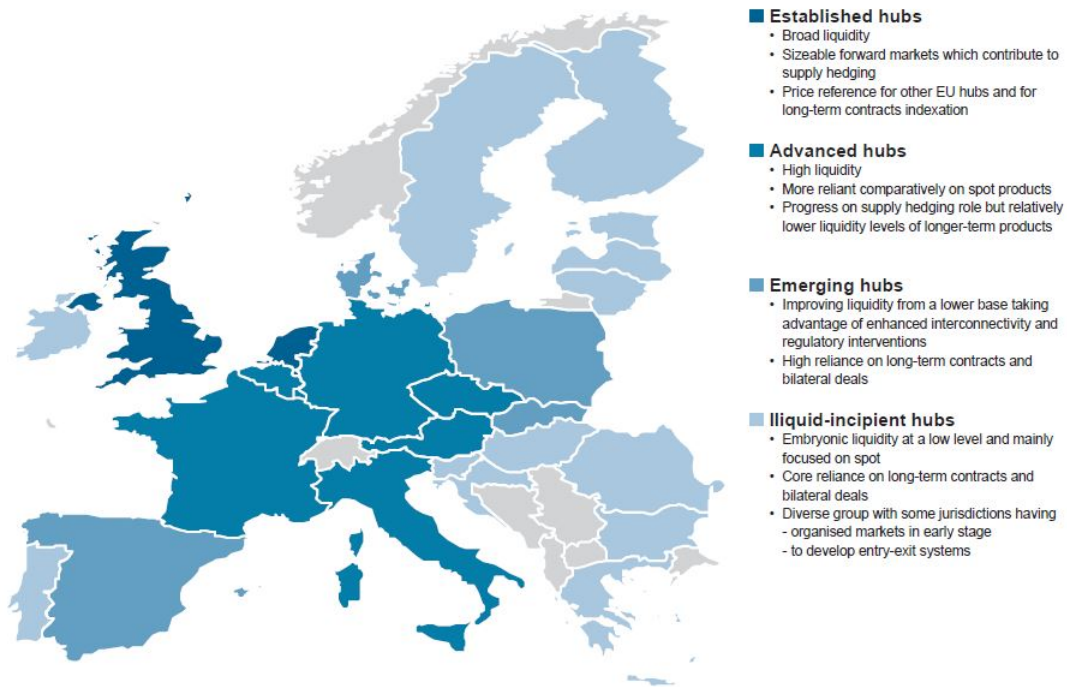 Established hubs
• Broad liquidity
• Sizeable forward markets which contribute to
supply hedging
• Price reference for other EU hubs and for
long-term contracts indexation
Advanced hubs
• High liquidity
• More reliant comparatively on spot products
• Progress on supply hedging role but relatively
lower liquidity levels of longer-term products
Emerging hubs
• Improving liquidity from a lower base taking
advantage of enhanced interconnectivity and
regulatory interventions
• High reliance on long-term contracts and
bilateral deals
Iliquid-incipient hubs
• Embryonic liquidity at a low level and mainly
focused on spot
• Core reliance on long-term contracts and
bilateral deals
• Diverse group with some jurisdictions having
- organised markets in early stage
- to develop entry-exit systems